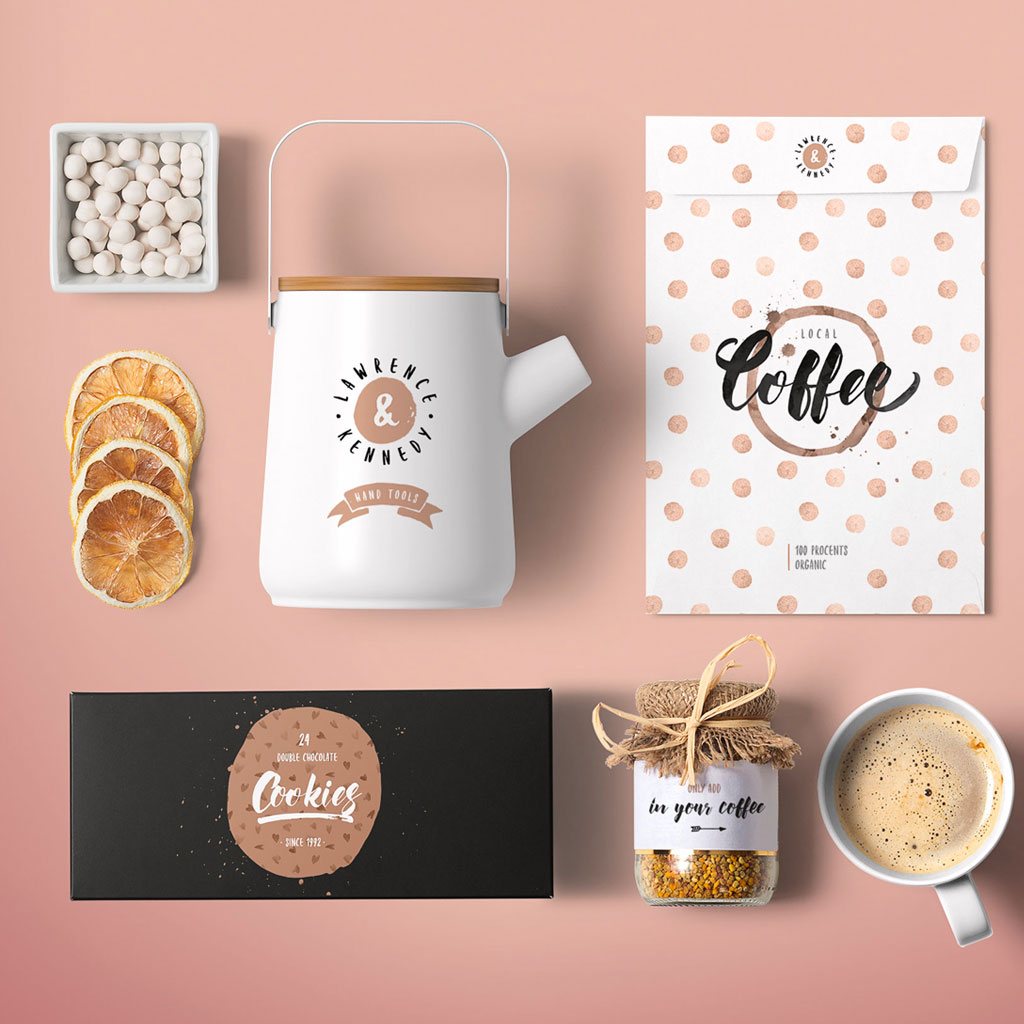 LAWRENCE
&
KENNEDY
HAND TOOLS
LAWRENCE
&
KENNEDY
LOCAL
Coffee
100 PROCENTS
ORGANIC
24
DOUBLE CHOCOLATE
Cookies
· SINCE 1992 ·
ONLY ADD
in your coffee